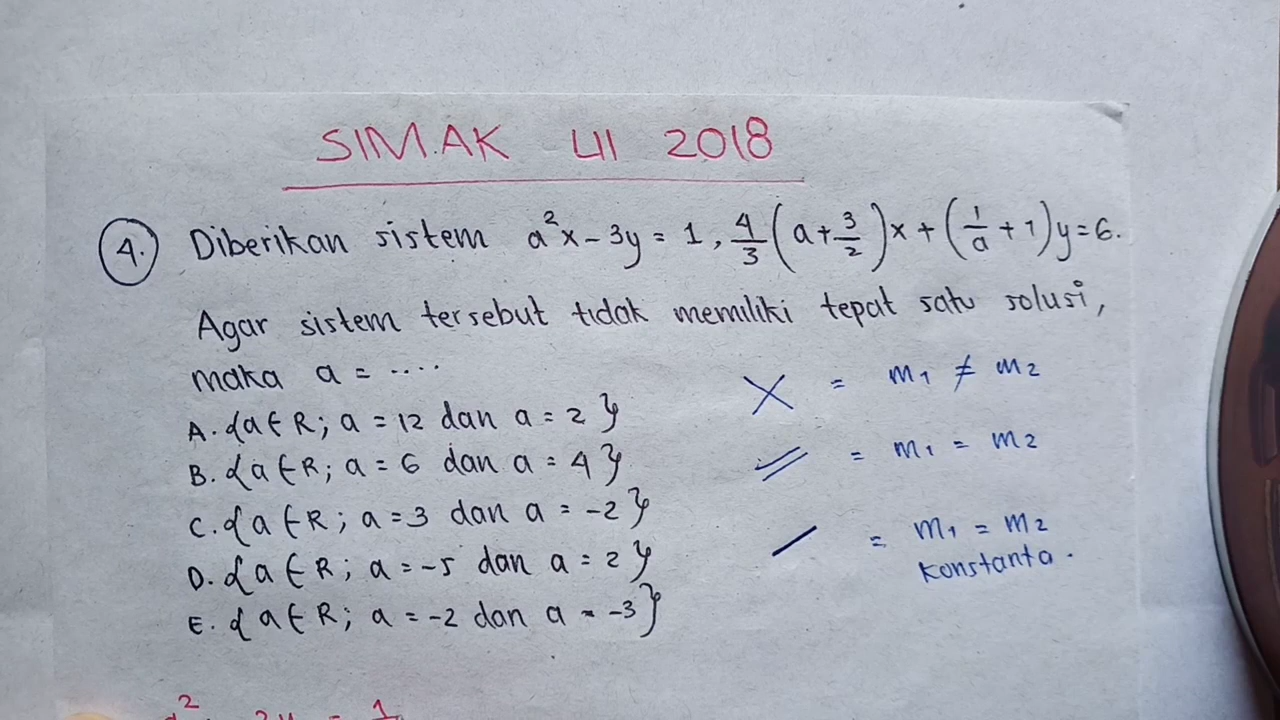 SIMAK UI 2018
4. Diberikan sistem a²x - 3y = 1, 4/3 (a + 3/2)x + (1/a + 1)y = 6.
Agar sistem tersebut tidak memiliki tepat satu solusi,
maka a = ....
A. {a ∈ R; a = 12 dan a = 2}
B. {a ∈ R; a = 6 dan a = 4}
C. {a ∈ R; a = 3 dan a = -2}
D. {a ∈ R; a = -5 dan a = 2}
E. {a ∈ R; a = -2 dan a = -3}
= m₁ ≠ m₂
= m₁ = m₂
= m₁ = m₂
konstanta.